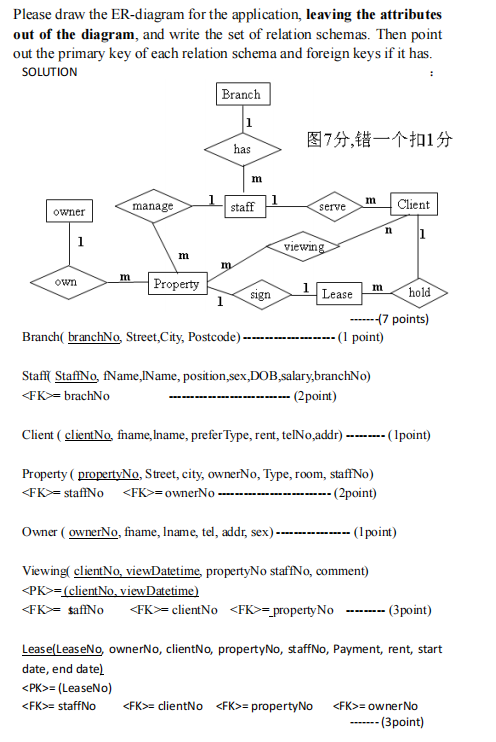 Please draw the ER-diagram for the application, leaving the attributes
out of the diagram, and write the set of relation schemas. Then point
out the primary key of each relation schema and foreign keys if it has.
SOLUTION :
Branch
1
has
图7分,错一个扣1分
m
manage 1 staff 1 serve m Client
owner
1
m
m
viewing
n
1
own m Property
1 sign 1 Lease m hold
-------(7 points)
Branch( branchNo, Street,City, Postcode)--------------------- (1 point)
Staff( StaffNo, fName,lName, position,sex,DOB,salary,branchNo)
<FK>= brachNo ---------------------------- (2point)
Client ( clientNo, fname,lname, preferType, rent, telNo,addr) --------- (1point)
Property ( propertyNo, Street, city, ownerNo, Type, room, staffNo)
<FK>= staffNo <FK>= ownerNo -------------------------- (2point)
Owner ( ownerNo, fname, lname, tel, addr, sex)----------------- (1point)
Viewing( clientNo, viewDatetime, propertyNo staffNo, comment)
<PK>= (clientNo, viewDatetime)
<FK>= saffNo <FK>= clientNo <FK>= propertyNo --------- (3point)
Lease(LeaseNo, ownerNo, clientNo, propertyNo, staffNo, Payment, rent, start
date, end date)
<PK>= (LeaseNo)
<FK>= staffNo <FK>= clientNo <FK>= propertyNo <FK>= ownerNo
-------(3point)